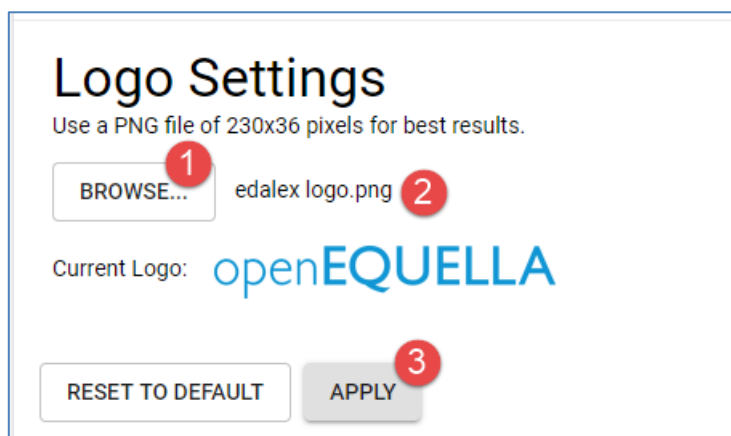 Logo Settings
Use a PNG file of 230x36 pixels for best results.
1
BROWSE... edalex logo.png 2
Current Logo: openEQUELLA
3
RESET TO DEFAULT APPLY